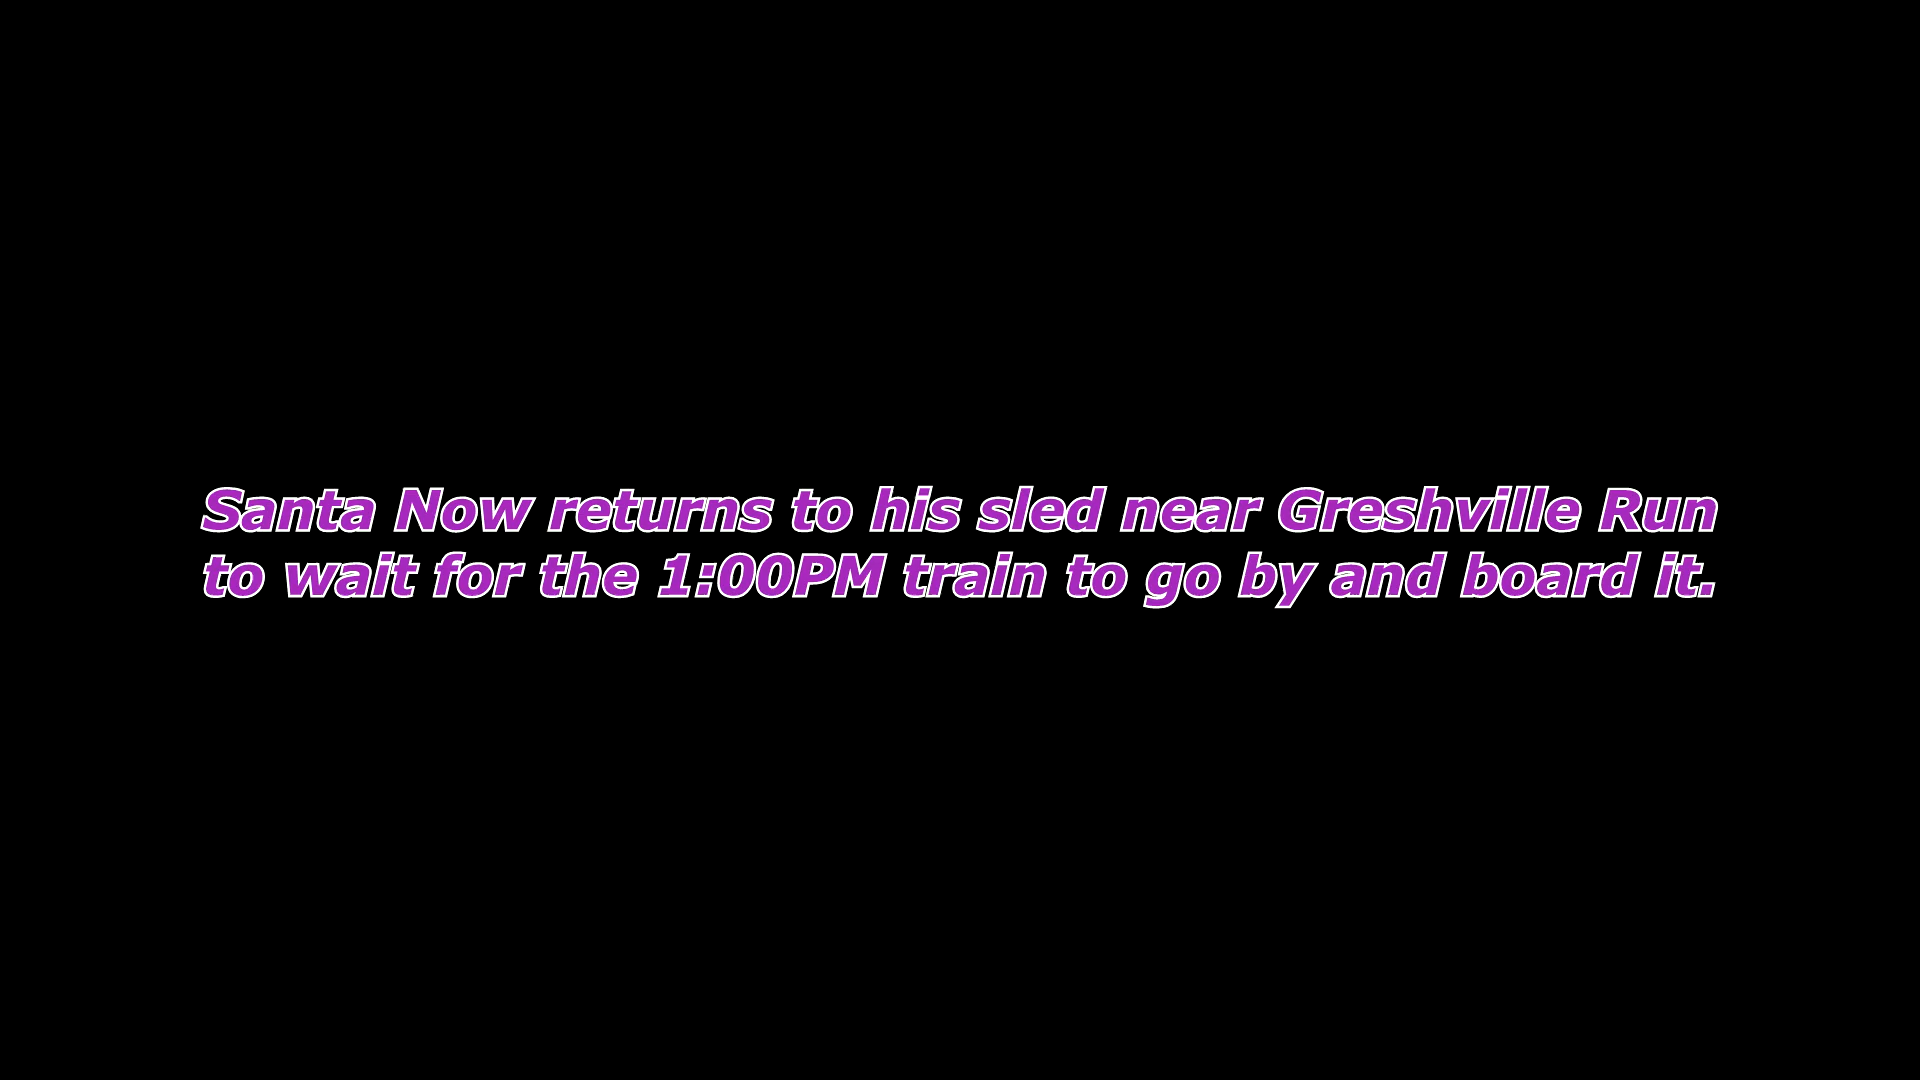 Santa Now returns to his sled near Greshville Run
to wait for the 1:00PM train to go by and board it.